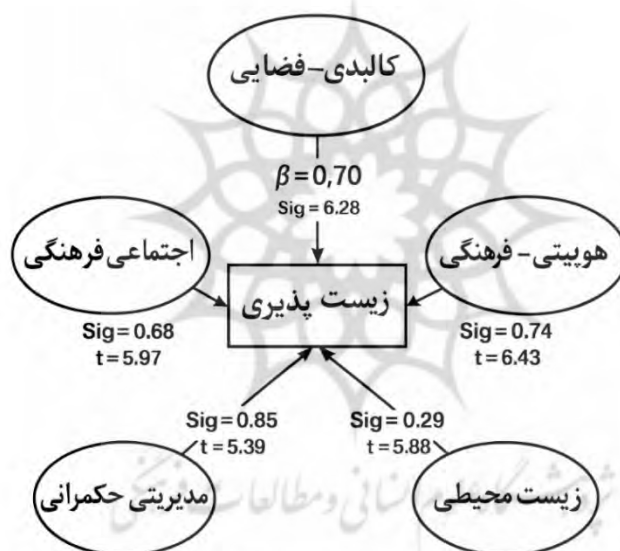 کالبدی-فضایی
β=0,70
Sig=6.28
اجتماعی فرهنگی
هوییتی-فرهنگی
زیست پذیری
Sig=0.68
t=5.97
Sig=0.74
t=6.43
Sig=0.85
t=5.39
Sig=0.29
t=5.88
مدیریتی حکمرانی
زیست محیطی